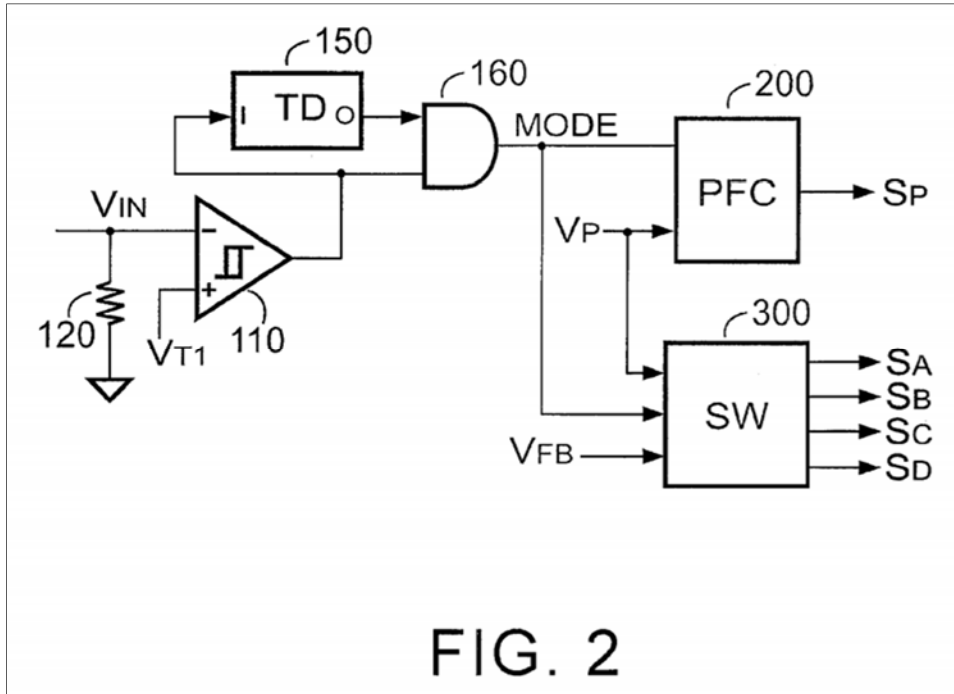 150
160
I TD O
MODE
200
PFC
SP
VIN
VP
120
VT1
110
300
SW
SA
SB
SC
SD
VFB
FIG. 2